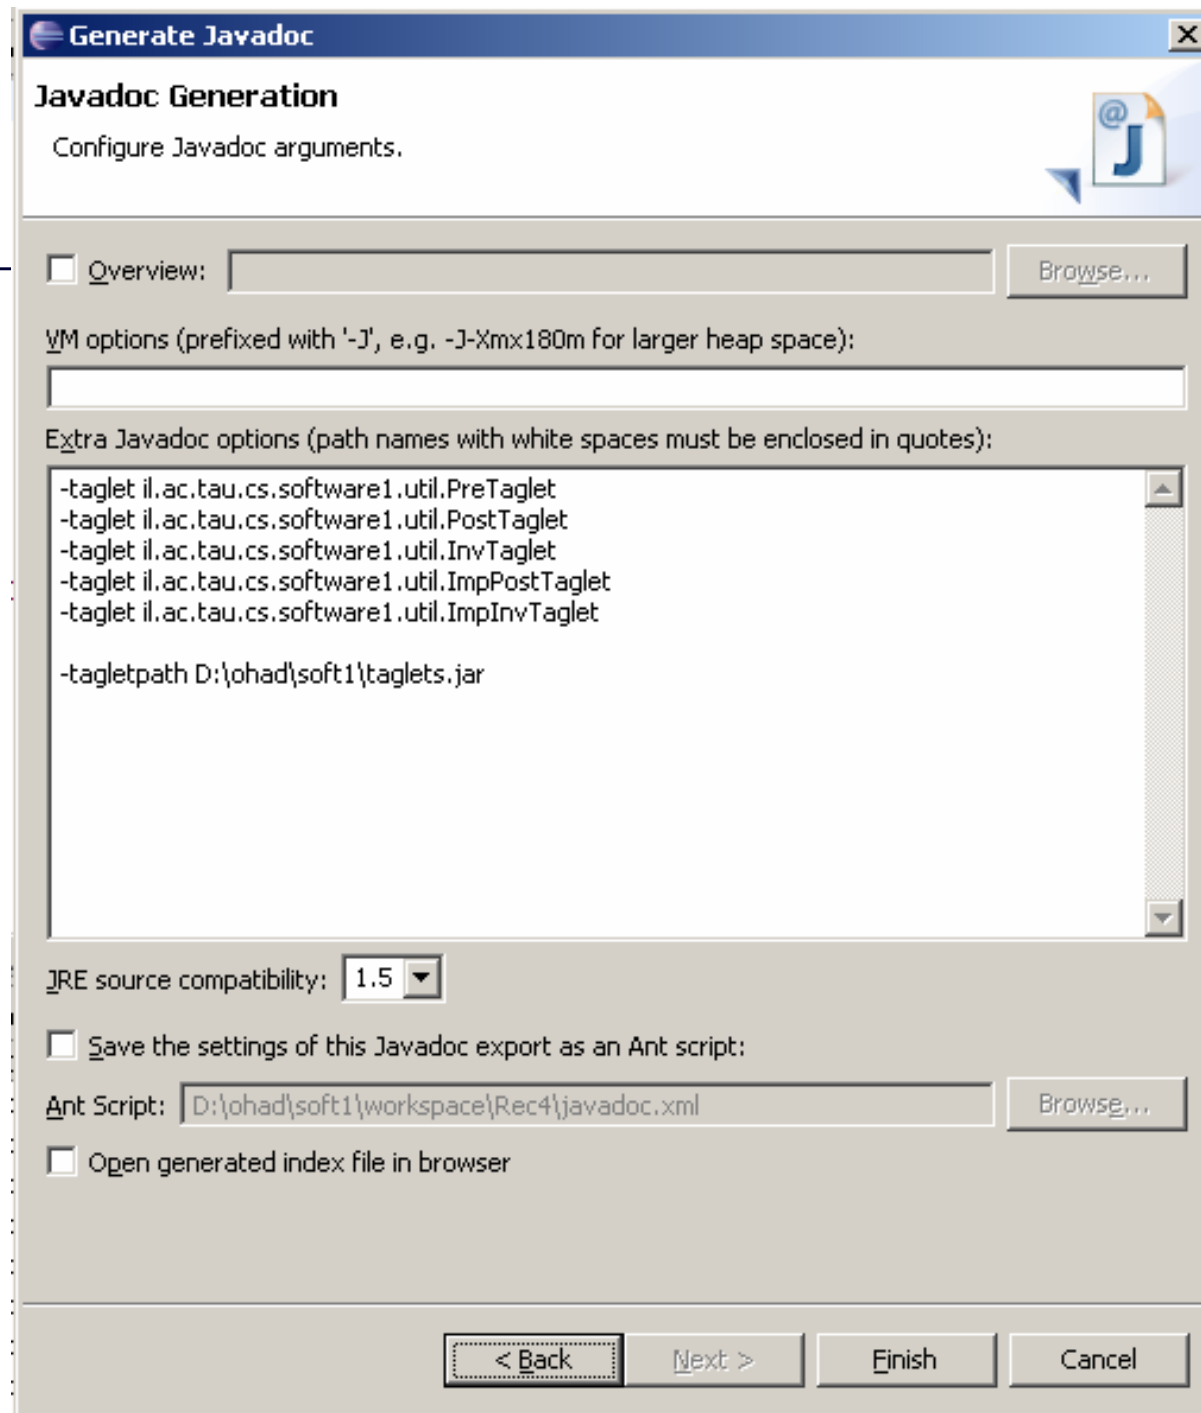 Generate Javadoc
Javadoc Generation
Configure Javadoc arguments.
@
J
Overview:
Browse...
VM options (prefixed with '-J', e.g. -J-Xmx180m for larger heap space):
Extra Javadoc options (path names with white spaces must be enclosed in quotes):
-taglet il.ac.tau.cs.software1.util.PreTaglet
-taglet il.ac.tau.cs.software1.util.PostTaglet
-taglet il.ac.tau.cs.software1.util.InvTaglet
-taglet il.ac.tau.cs.software1.util.ImpPostTaglet
-taglet il.ac.tau.cs.software1.util.ImpInvTaglet
-tagletpath D:\ohad\soft1\taglets.jar
JRE source compatibility: 1.5
Save the settings of this Javadoc export as an Ant script:
Ant Script: D:\ohad\soft1\workspace\Rec4\javadoc.xml Browse...
Open generated index file in browser
< Back Next > Finish Cancel